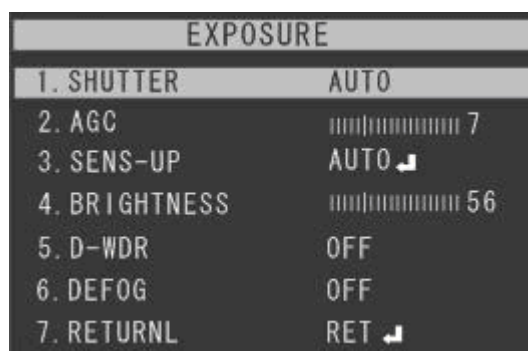 EXPOSURE
1. SHUTTER AUTO
2. AGC 7
3. SENS-UP AUTO
4. BRIGHTNESS 56
5. D-WDR OFF
6. DEFOG OFF
7. RETURNL RET